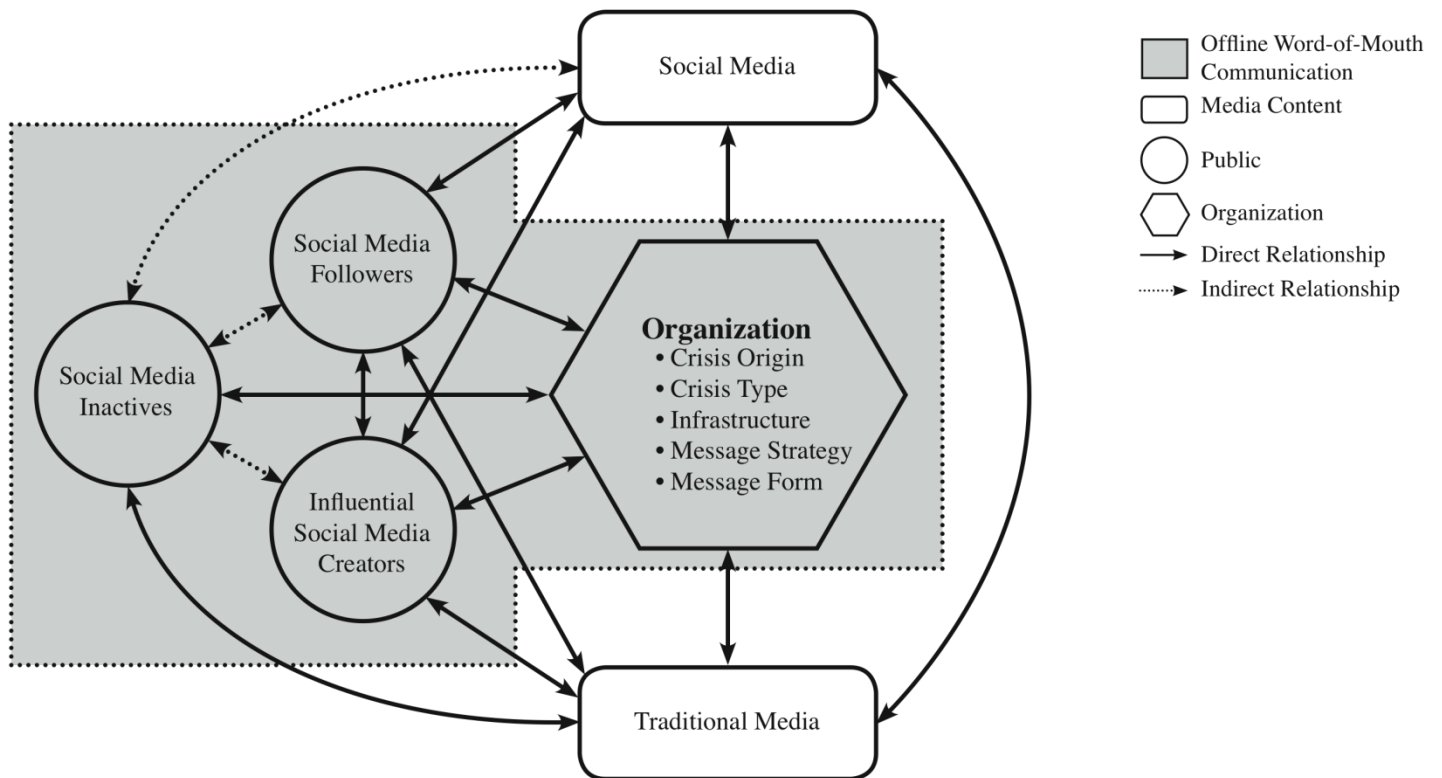 Social Media
Offline Word-of-Mouth
Communication
Media Content
Public
Organization
Direct Relationship
Indirect Relationship
Social Media
Followers
Social Media
Inactives
Influential
Social Media
Creators
Organization
• Crisis Origin
• Crisis Type
• Infrastructure
• Message Strategy
• Message Form
Traditional Media